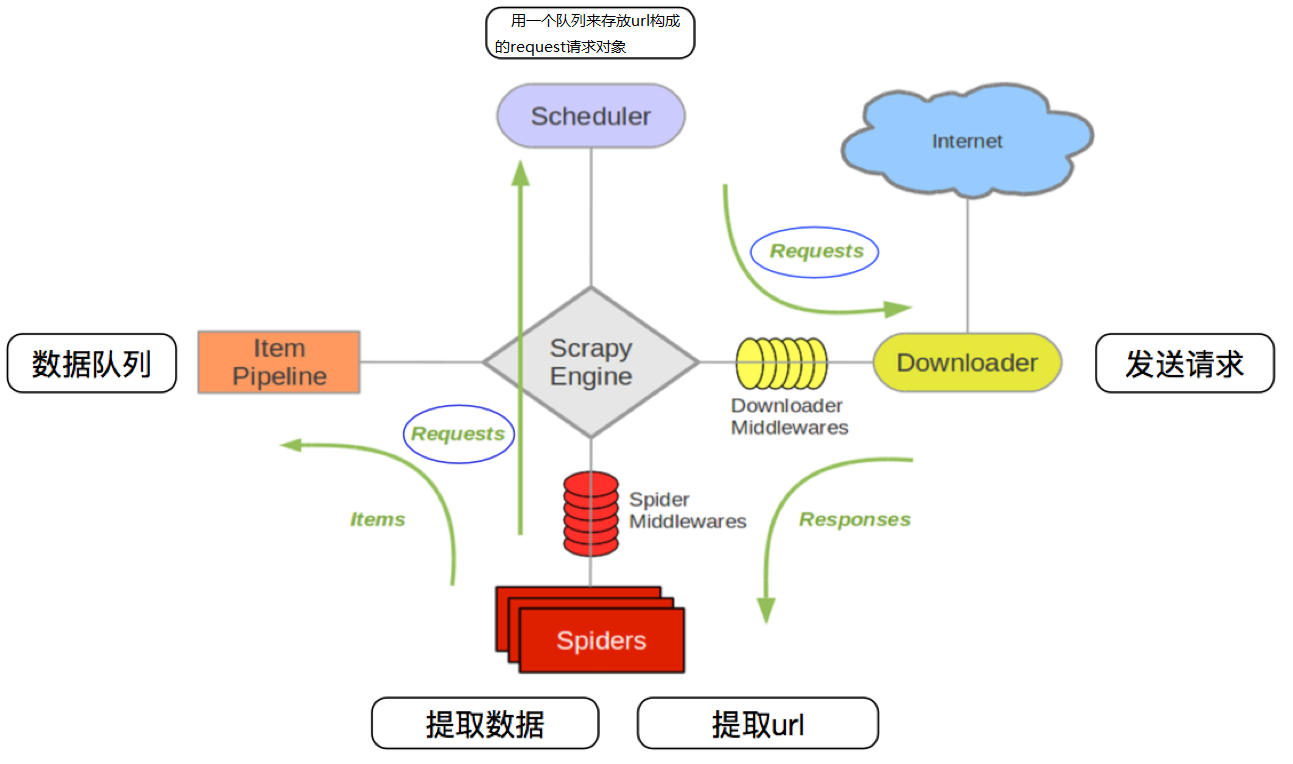 用一个队列来存放url构成
的request请求对象
Scheduler
Internet
Requests
数据队列
Item
Pipeline
Scrapy
Engine
Downloader
发送请求
Downloader
Middlewares
Requests
Items
Spider
Middlewares
Responses
Spiders
提取数据
提取url